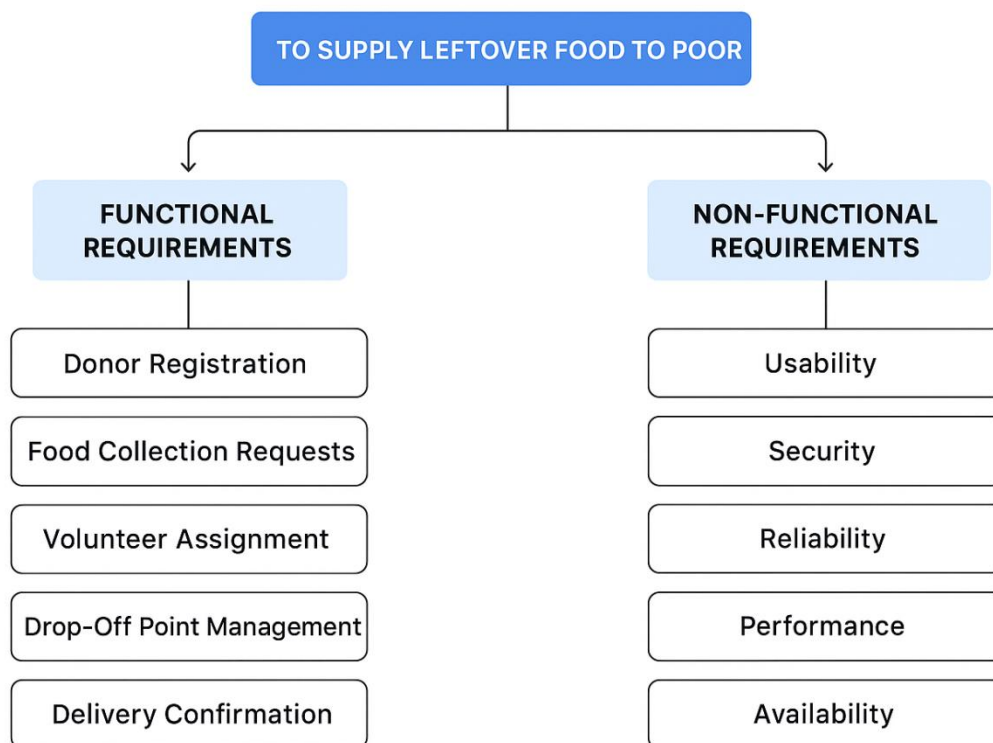 TO SUPPLY LEFTOVER FOOD TO POOR
FUNCTIONAL
REQUIREMENTS
Donor Registration
Food Collection Requests
Volunteer Assignment
Drop-Off Point Management
Delivery Confirmation
NON-FUNCTIONAL
REQUIREMENTS
Usability
Security
Reliability
Performance
Availability